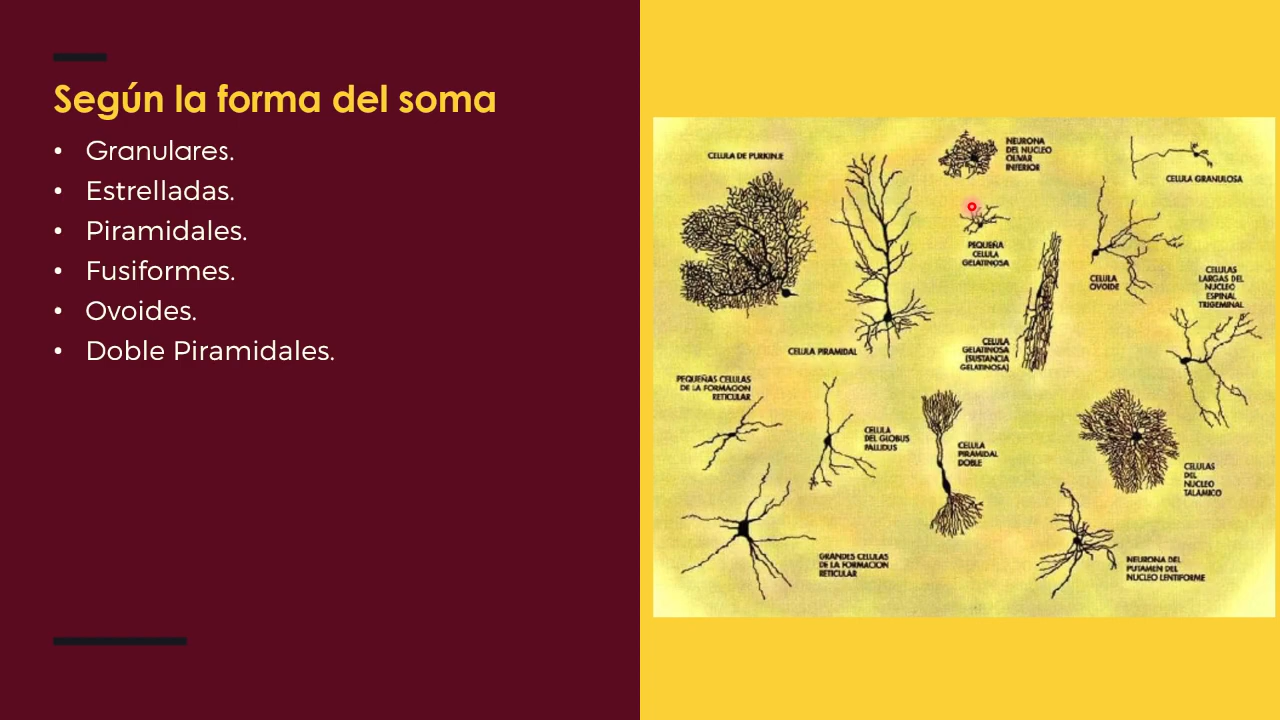 Según la forma del soma
• Granulares.
• Estrelladas.
• Piramidales.
• Fusiformes.
• Ovoides.
• Doble Piramidales.
CELULA DE PURKINJE
NEURONA
DEL NUCLEO
OLIVAR
INFERIOR
CELULA GRANULOSA
PEQUEÑA
CELULA
GELATINOSA
CELULA
OVOIDE
CELULAS
LARGAS DEL
NUCLEO
ESPINAL
TRIGEMINAL
CELULA PIRAMIDAL
CELULA
GELATINOSA
(SUSTANCIA
GELATINOSA)
PEQUEÑAS CELULAS
DE LA FORMACION
RETICULAR
CELULA
DEL GLOBUS
PALLIDUS
CELULA
PIRAMIDAL
DOBLE
CELULAS
DEL
NUCLEO
TALAMICO
GRANDES CELULAS
DE LA FORMACION
RETICULAR
NEURONA DEL
PUTAMEN DEL
NUCLEO LENTIFORME